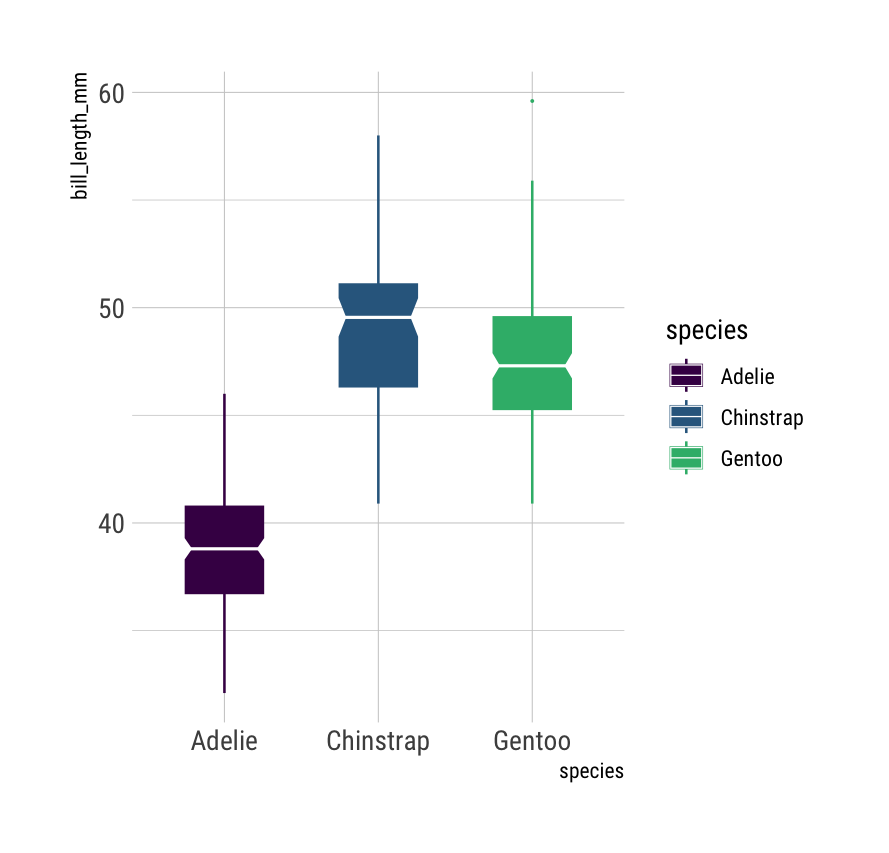 bill_length_mm
60
50
40
Adelie
Chinstrap
Gentoo
species
species
Adelie
Chinstrap
Gentoo